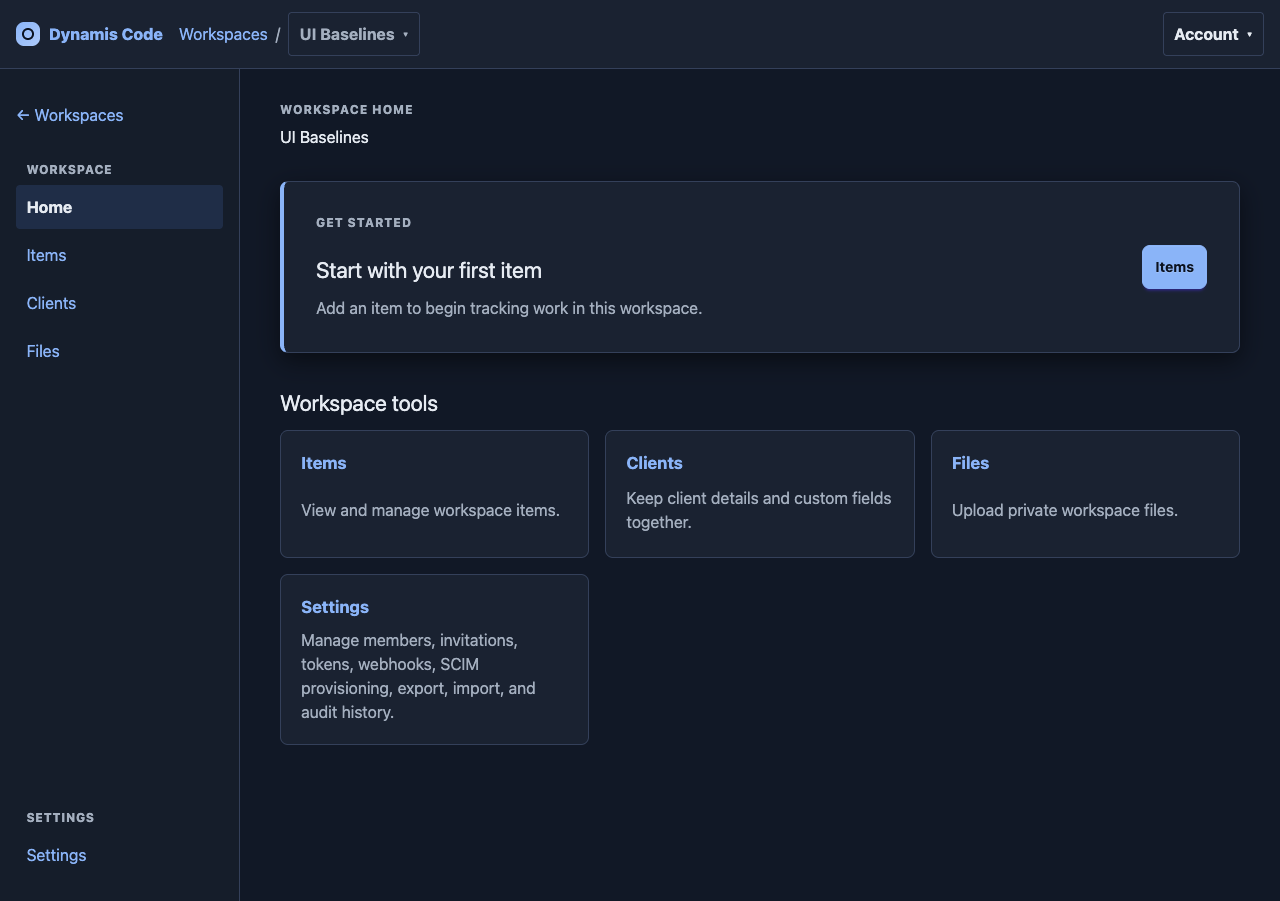 Dynamis Code Workspaces / UI Baselines ▾ Account ▾
← Workspaces
WORKSPACE
Home
Items
Clients
Files
SETTINGS
Settings
WORKSPACE HOME
UI Baselines
GET STARTED
Start with your first item
Add an item to begin tracking work in this workspace.
Items
Workspace tools
Items
View and manage workspace items.
Clients
Keep client details and custom fields
together.
Files
Upload private workspace files.
Settings
Manage members, invitations,
tokens, webhooks, SCIM
provisioning, export, import, and
audit history.